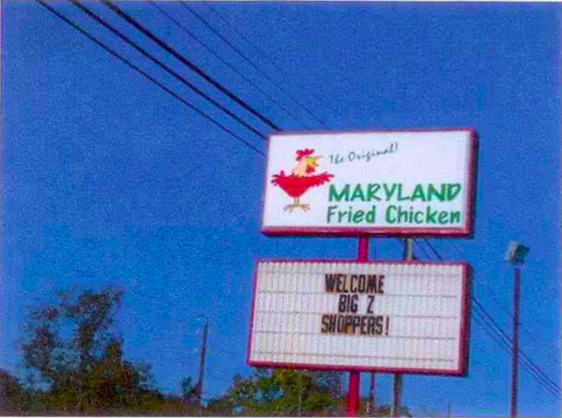 The Original!
MARYLAND
Fried Chicken
WELCOME
BIG Z
SHOPPERS!